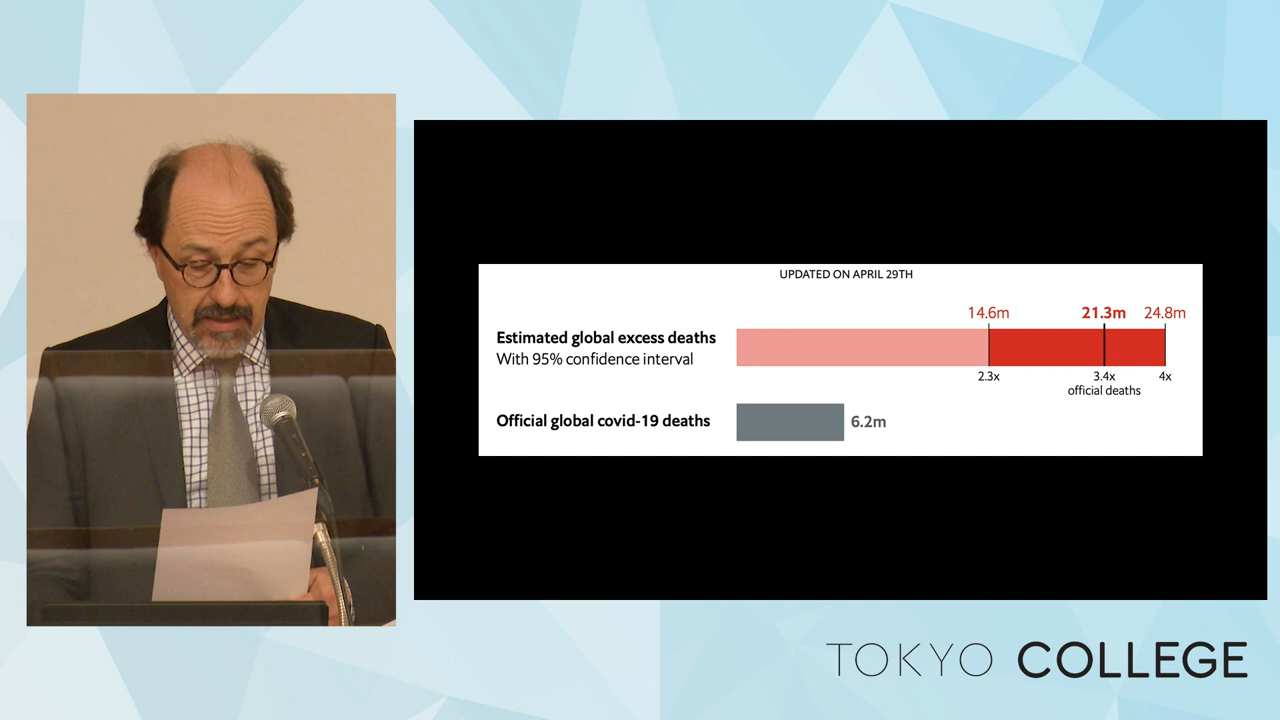 UPDATED ON APRIL 29TH
14.6m 21.3m 24.8m
Estimated global excess deaths
With 95% confidence interval
2.3x 3.4x 4x
official deaths
Official global covid-19 deaths 6.2m
TOKYO COLLEGE